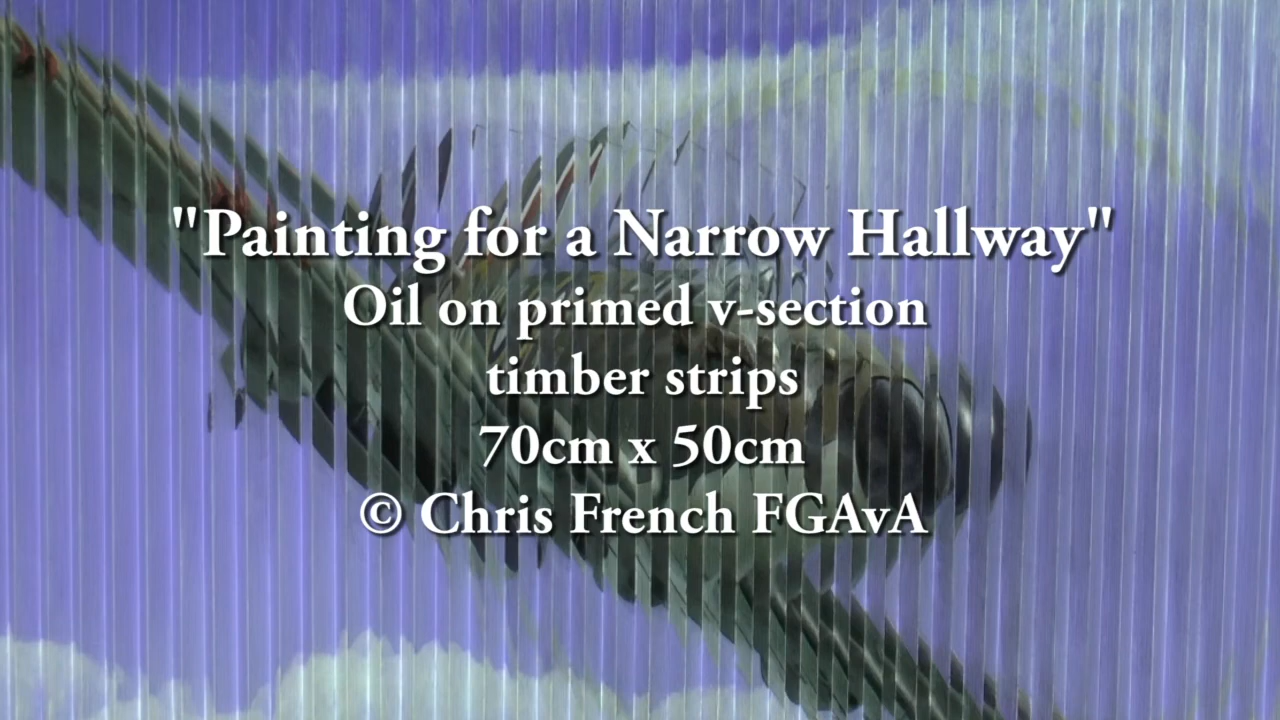 "Painting for a Narrow Hallway"
Oil on primed v-section
timber strips
70cm x 50cm
© Chris French FGAvA